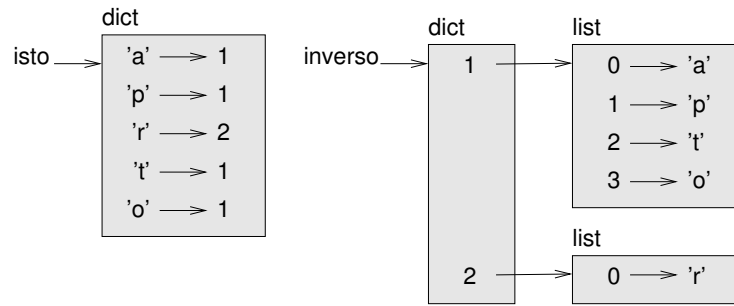 dict
isto
'a' 1
'p' 1
'r' 2
't' 1
'o' 1
dict
inverso
1
2
list
0 'a'
1 'p'
2 't'
3 'o'
list
0 'r'